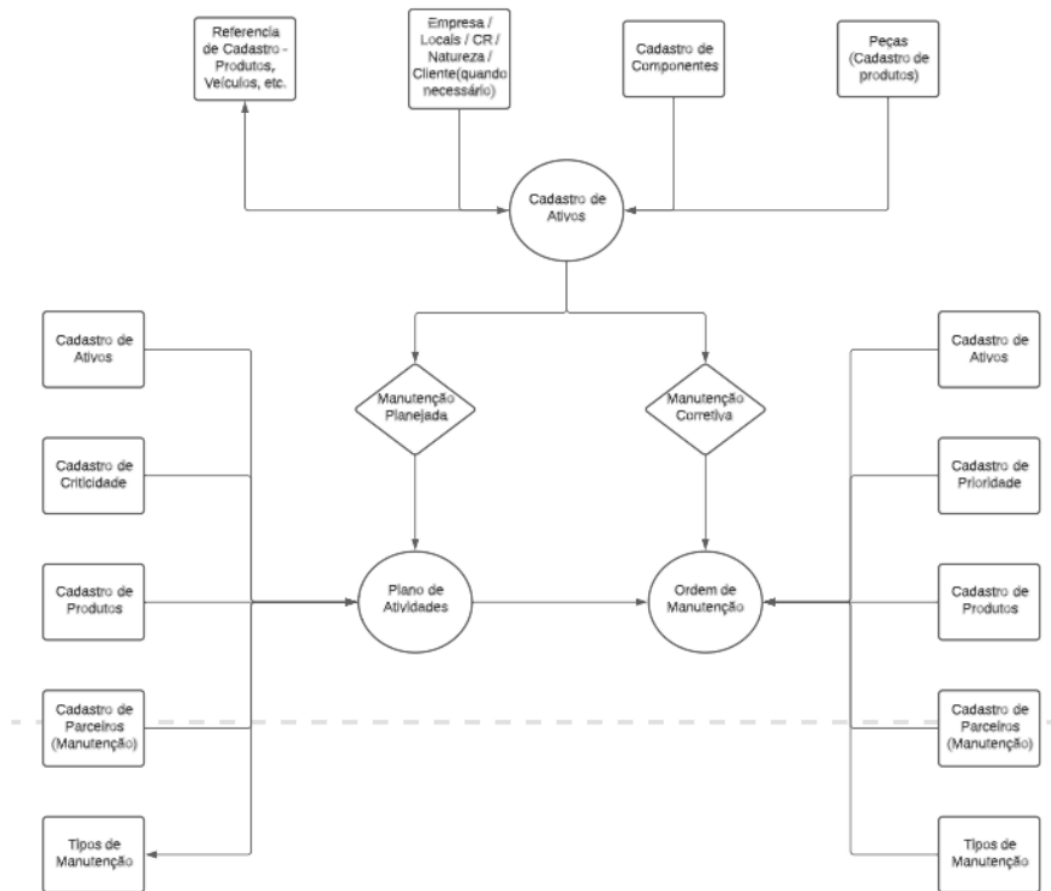 Referencia
de Cadastro -
Produtos,
Veículos, etc.
Empresa /
Locals / CR /
Natureza /
Cliente(quando
necessário)
Cadastro de
Componentes
Peças
(Cadastro de
produtos)
Cadastro de
Ativos
Cadastro de
Ativos
Manutenção
Planejada
Manutenção
Corretiva
Cadastro de
Ativos
Cadastro de
Criticidade
Cadastro de
Prioridade
Cadastro de
Produtos
Plano de
Atividades
Ordem de
Manutenção
Cadastro de
Produtos
Cadastro de
Parceiros
(Manutenção)
Cadastro de
Parceiros
(Manutenção)
Tipos de
Manutenção
Tipos de
Manutenção